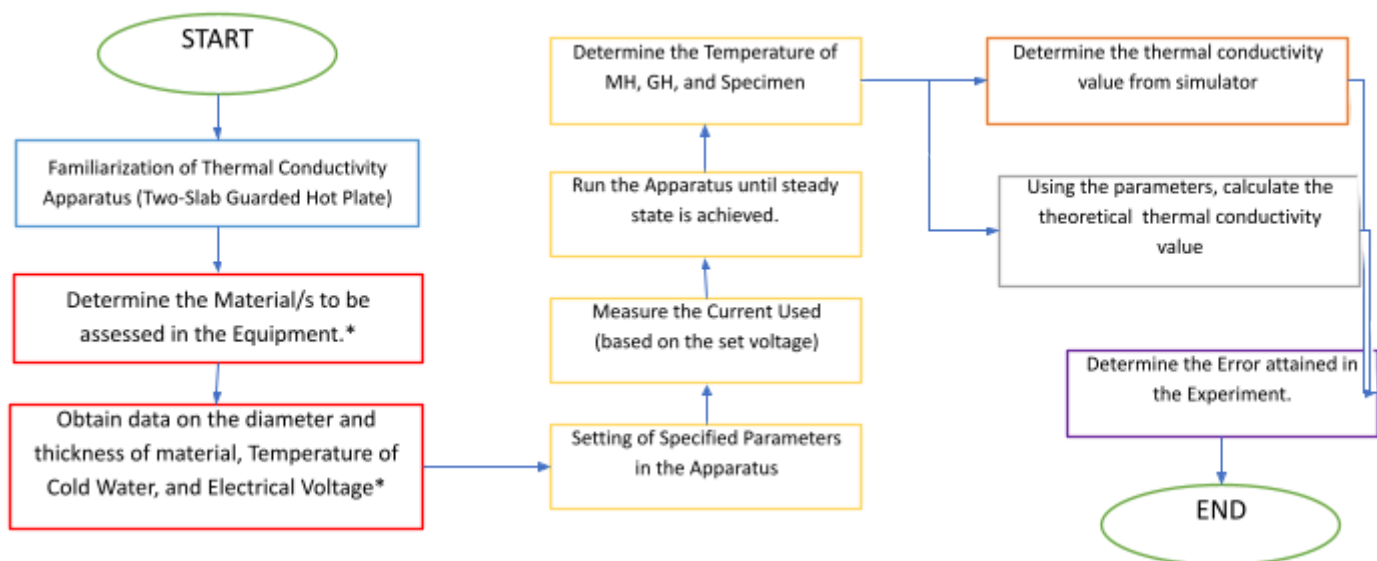 START
Familiarization of Thermal Conductivity
Apparatus (Two-Slab Guarded Hot Plate)
Determine the Material/s to be
assessed in the Equipment.*
Obtain data on the diameter and
thickness of material, Temperature of
Cold Water, and Electrical Voltage*
Setting of Specified Parameters
in the Apparatus
Measure the Current Used
(based on the set voltage)
Run the Apparatus until steady
state is achieved.
Determine the Temperature of
MH, GH, and Specimen
Determine the thermal conductivity
value from simulator
Using the parameters, calculate the
theoretical thermal conductivity
value
Determine the Error attained in
the Experiment.
END